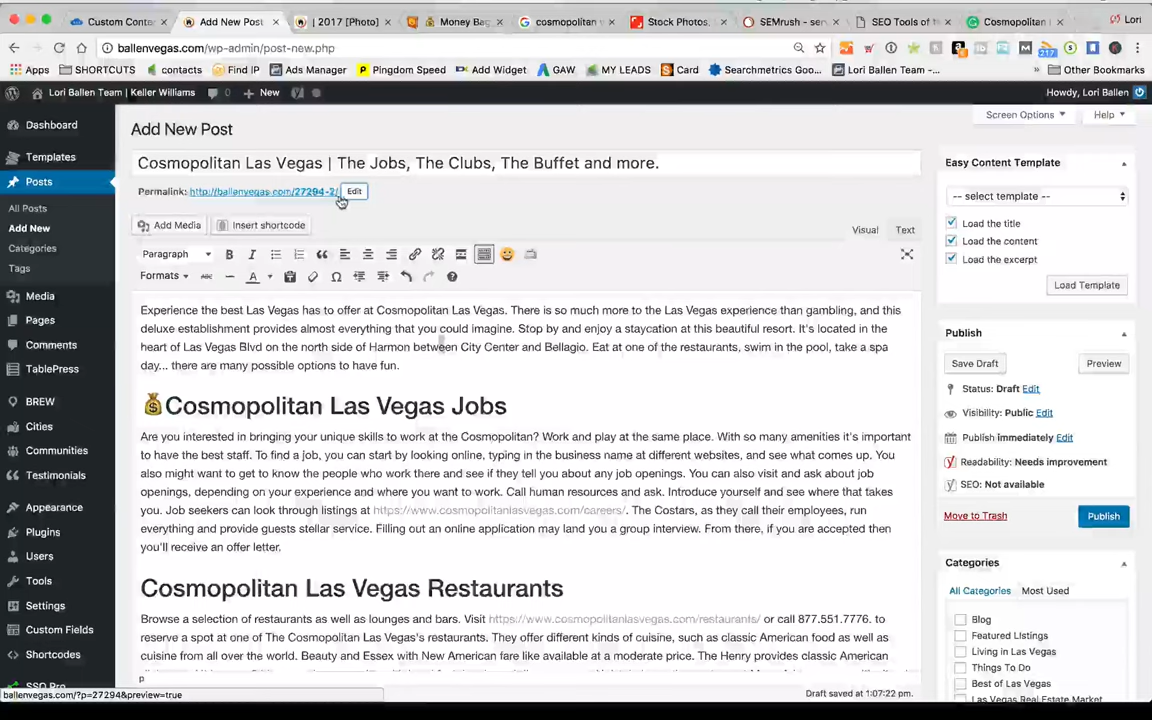 Custom Conte
Add New Post
| 2017 [Photo]
Money Bag
cosmopolitan v
Stock Photos.
SEMrush - serv
SEO Tools of t
Cosmopolitan
Lori
ballenvegas.com/wp-admin/post-new.php
217
Apps
SHORTCUTS
contacts
Find IP
Ads Manager
Pingdom Speed
Add Widget
GAW
MY LEADS
Card
Searchmetrics Goo...
Lori Ballen Team -...
»
Other Bookmarks
Lori Ballen Team | Keller Williams
0
New
Howdy, Lori Ballen
Dashboard
Templates
Posts
All Posts
Add New
Categories
Tags
Media
Pages
Comments
TablePress
BREW
Cities
Communities
Testimonials
Appearance
Plugins
Users
Tools
Settings
Custom Fields
Shortcodes
SSO Pro
Add New Post
Screen Options
Help
Cosmopolitan Las Vegas | The Jobs, The Clubs, The Buffet and more.
Permalink: http://ballenvegas.com/27294-2/ Edit
Add Media
Insert shortcode
Visual
Text
Paragraph
B
I
Formats
ABC
A
Experience the best Las Vegas has to offer at Cosmopolitan Las Vegas. There is so much more to the Las Vegas experience than gambling, and this
deluxe establishment provides almost everything that you could imagine. Stop by and enjoy a staycation at this beautiful resort. It's located in the
heart of Las Vegas Blvd on the north side of Harmon between City Center and Bellagio. Eat at one of the restaurants, swim in the pool, take a spa
day... there are many possible options to have fun.
Cosmopolitan Las Vegas Jobs
Are you interested in bringing your unique skills to work at the Cosmopolitan? Work and play at the same place. With so many amenities it's important
to have the best staff. To find a job, you can start by looking online, typing in the business name at different websites, and see what comes up. You
also might want to get to know the people who work there and see if they tell you about any job openings. You can also visit and ask about job
openings, depending on your experience and where you want to work. Call human resources and ask. Introduce yourself and see where that takes
you. Job seekers can look through listings at https://www.cosmopolitanlasvegas.com/careers/. The Costars, as they call their employees, run
everything and provide guests stellar service. Filling out an online application may land you a group interview. From there, if you are accepted then
you'll receive an offer letter.
Cosmopolitan Las Vegas Restaurants
Browse a selection of restaurants as well as lounges and bars. Visit https://www.cosmopolitanlasvegas.com/restaurants/ or call 877.551.7776. to
reserve a spot at one of The Cosmopolitan Las Vegas's restaurants. They offer different kinds of cuisine, such as classic American food as well as
cuisine from all over the world. Beauty and Essex with New American fare like available at a moderate price. The Henry provides classic American
p
Draft saved at 1:07:22 pm.
Easy Content Template
-- select template --
Load the title
Load the content
Load the excerpt
Load Template
Publish
Save Draft
Preview
Status: Draft Edit
Visibility: Public Edit
Publish immediately Edit
Readability: Needs improvement
SEO: Not available
Move to Trash
Publish
Categories
All Categories
Most Used
Blog
Featured Listings
Living in Las Vegas
Things To Do
Best of Las Vegas
Las Vegas Real Estate Market
ballenvegas.com/?p=27294&preview=true